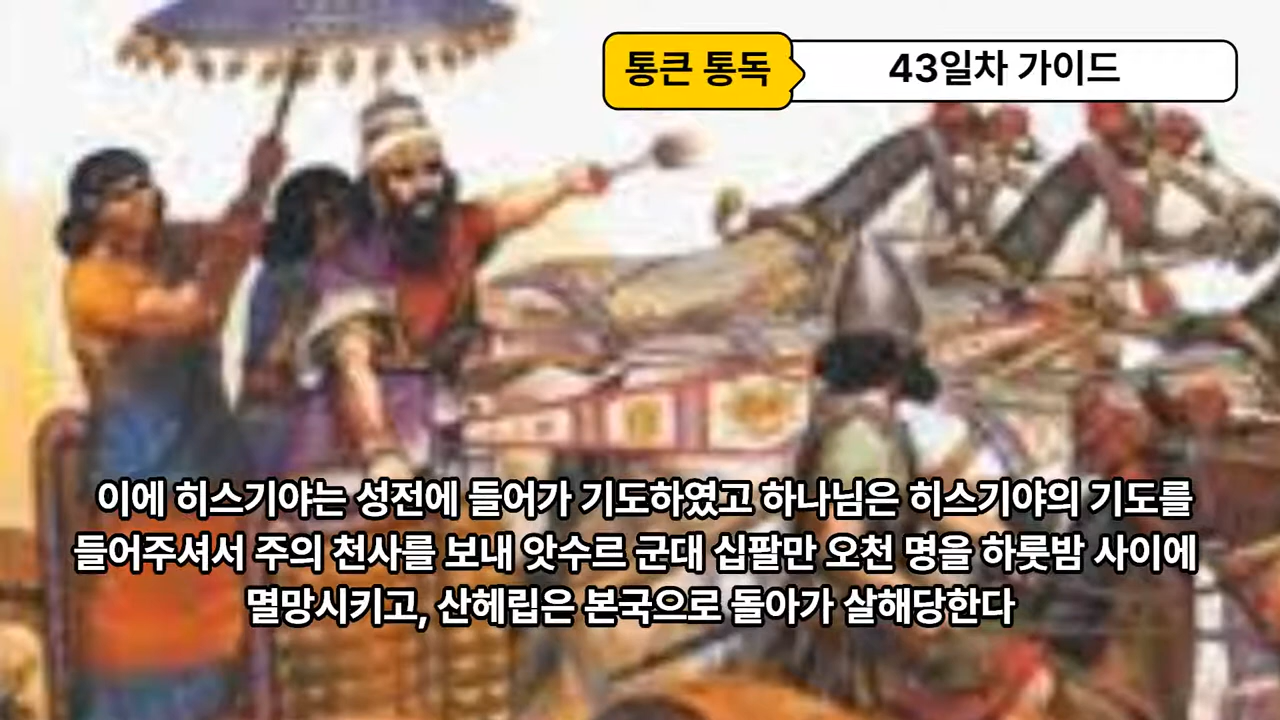 통큰 통독
43일차 가이드
이에 히스기야는 성전에 들어가 기도하였고 하나님은 히스기야의 기도를
들어주셔서 주의 천사를 보내 앗수르 군대 십팔만 오천 명을 하룻밤 사이에
멸망시키고, 산헤립은 본국으로 돌아가 살해당한다